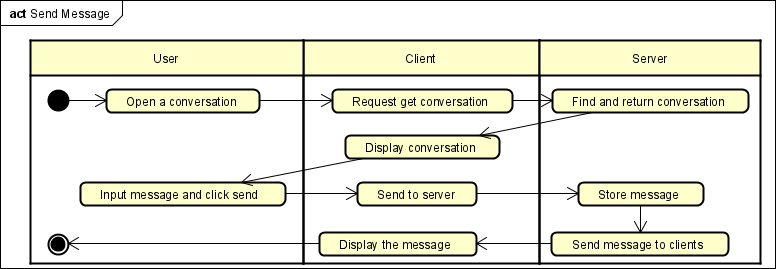 act Send Message
User
Client
Server
Open a conversation
Request get conversation
Find and return conversation
Display conversation
Input message and click send
Send to server
Store message
Display the message
Send message to clients